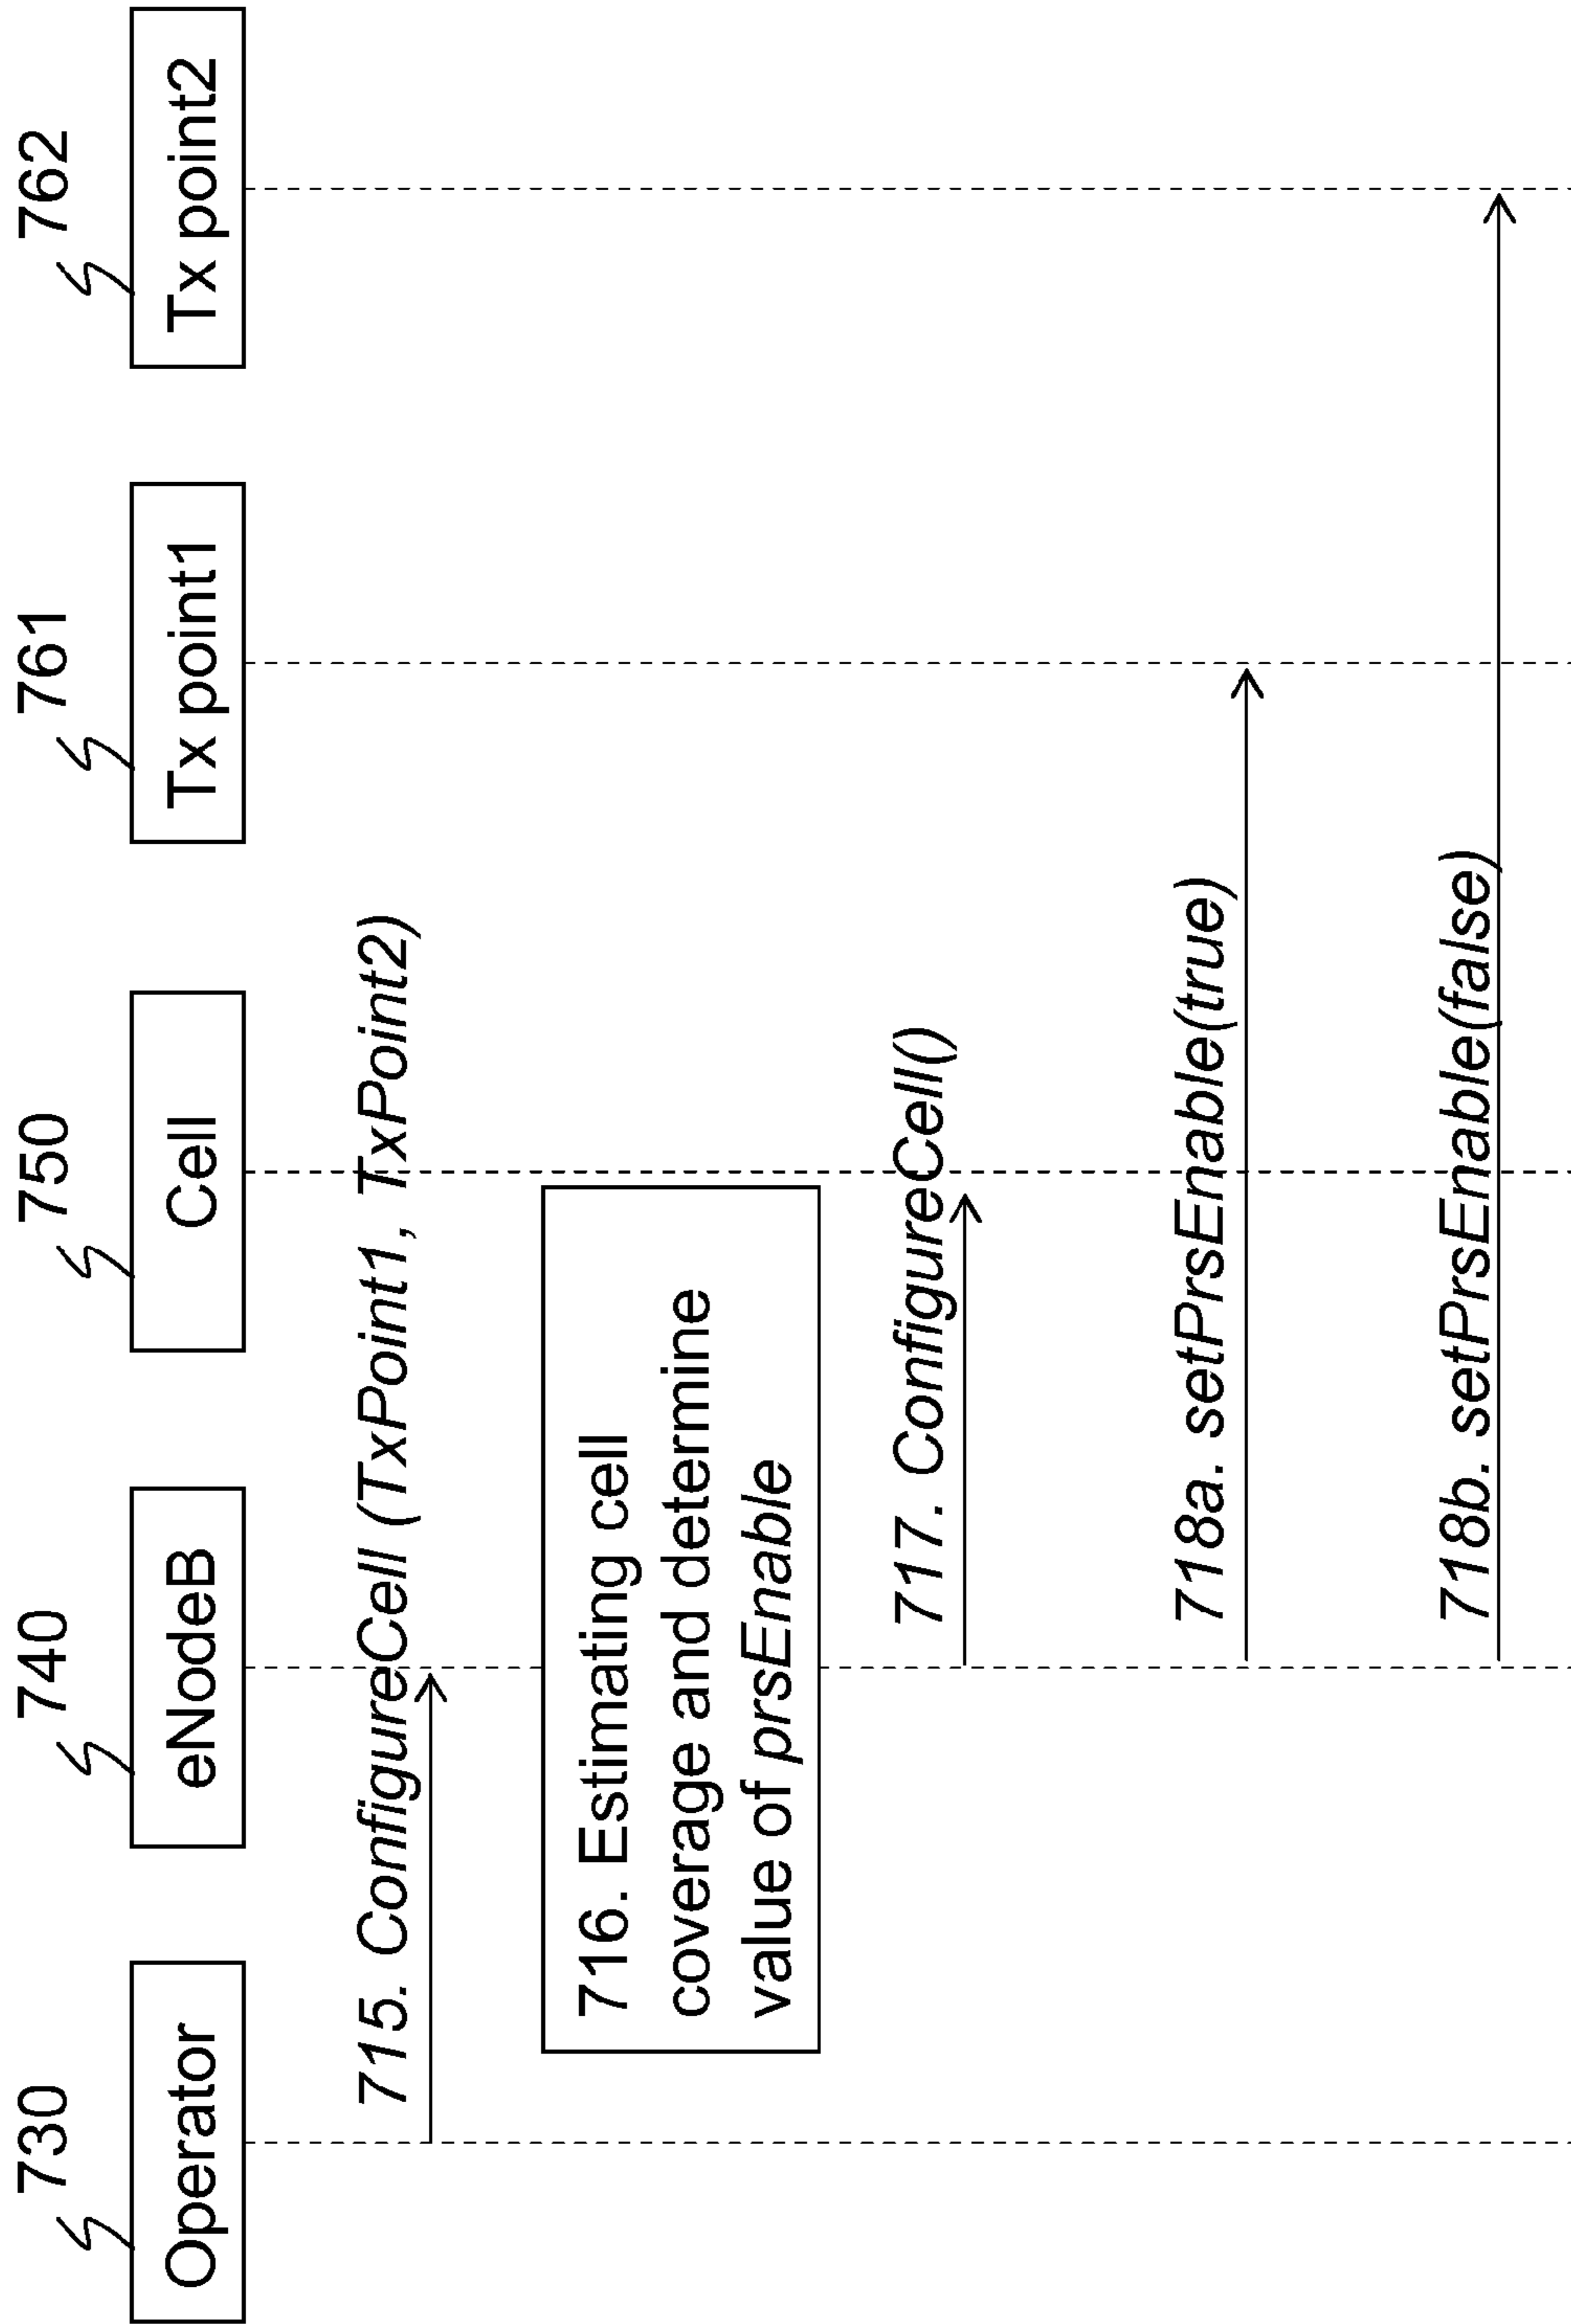 730
740
750
761
762
Operator
eNodeB
Cell
Tx point1
Tx point2
715. ConfigureCell (TxPoint1, TxPoint2)
716. Estimating cell
coverage and determine
value of prsEnable
717. ConfigureCell()
718a. setPrsEnable(true)
718b. setPrsEnable(false)